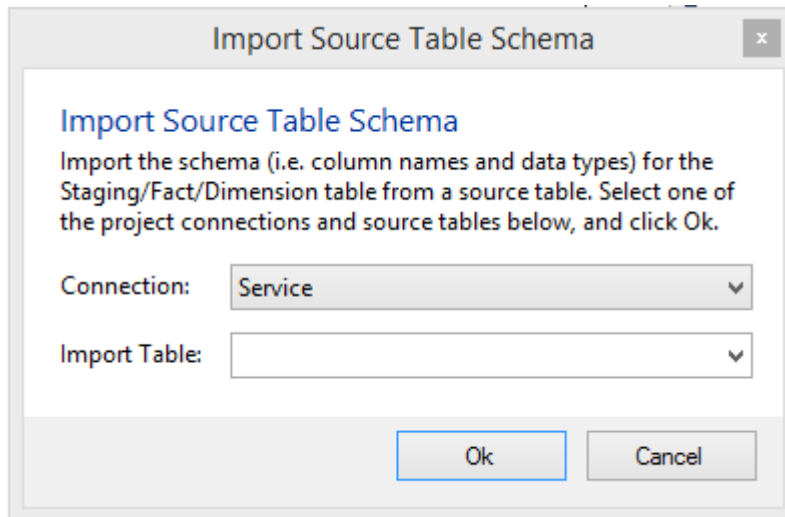 Import Source Table Schema
x
Import Source Table Schema
Import the schema (i.e. column names and data types) for the
Staging/Fact/Dimension table from a source table. Select one of
the project connections and source tables below, and click Ok.
Connection: Service
Import Table:
Ok Cancel